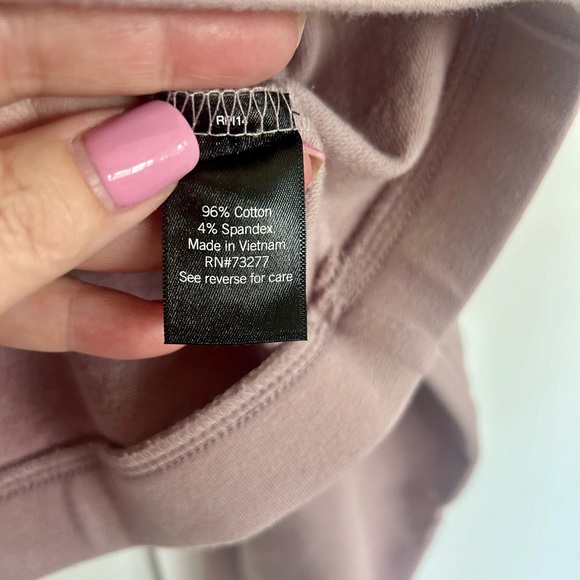 96% Cotton
4% Spandex
Made in Vietnam
RN#73277
See reverse for care